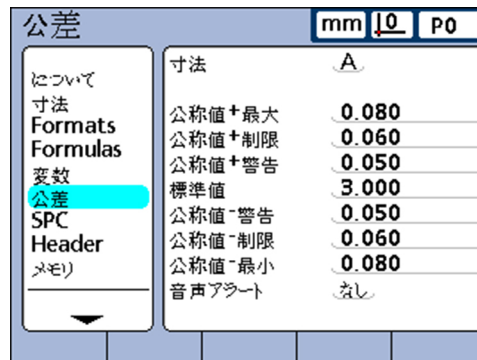 公差
mm 0 P0
について
寸法
Formats
Formulas
変数
公差
SPC
Header
メモリ
寸法 A
公称値+最大 0.080
公称値+制限 0.060
公称値+警告 0.050
標準値 3.000
公称値-警告 0.050
公称値-制限 0.060
公称値-最小 0.080
音声アラート なし